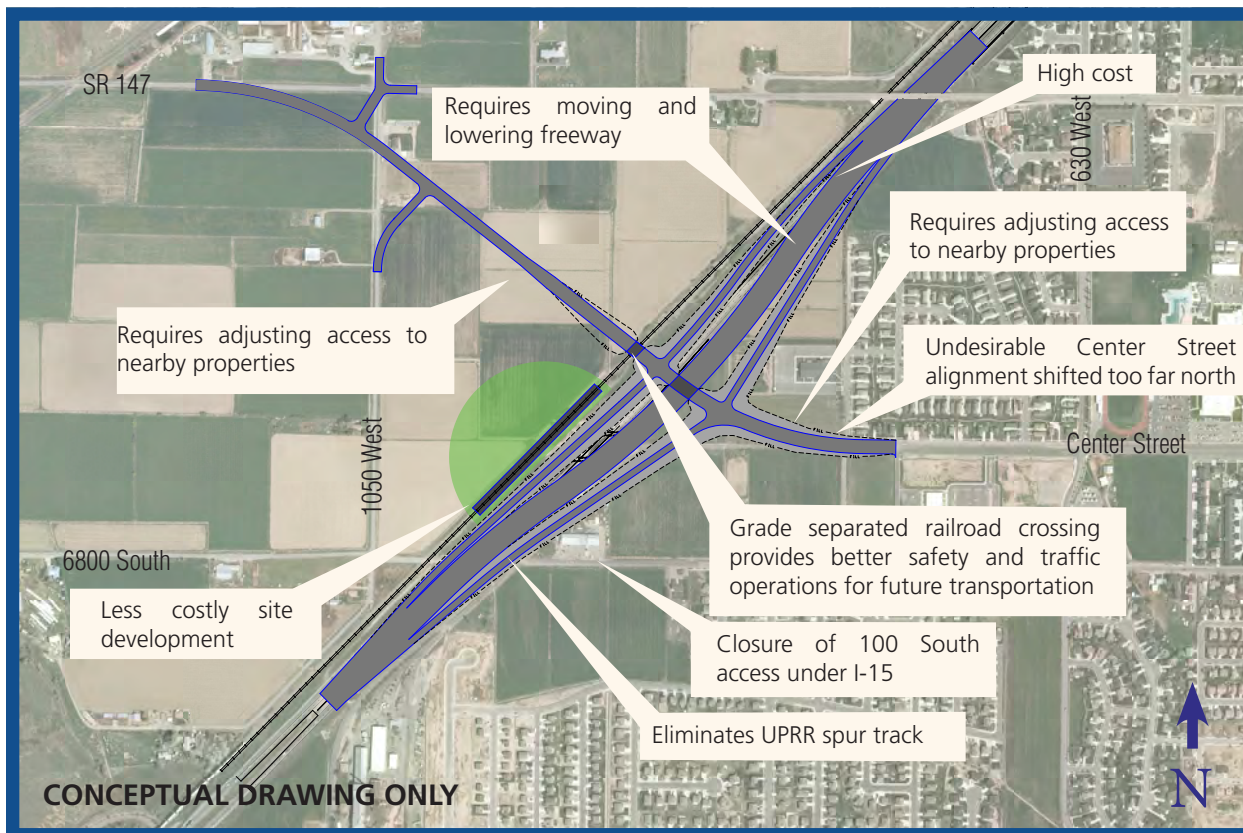 SR 147
High cost
Requires moving and
lowering freeway
630 West
Requires adjusting access
to nearby properties
Requires adjusting access to
nearby properties
Undesirable Center Street
alignment shifted too far north
Center Street
1050 West
Grade separated railroad crossing
provides better safety and traffic
operations for future transportation
6800 South
Less costly site
development
Closure of 100 South
access under I-15
Eliminates UPRR spur track
CONCEPTUAL DRAWING ONLY
N